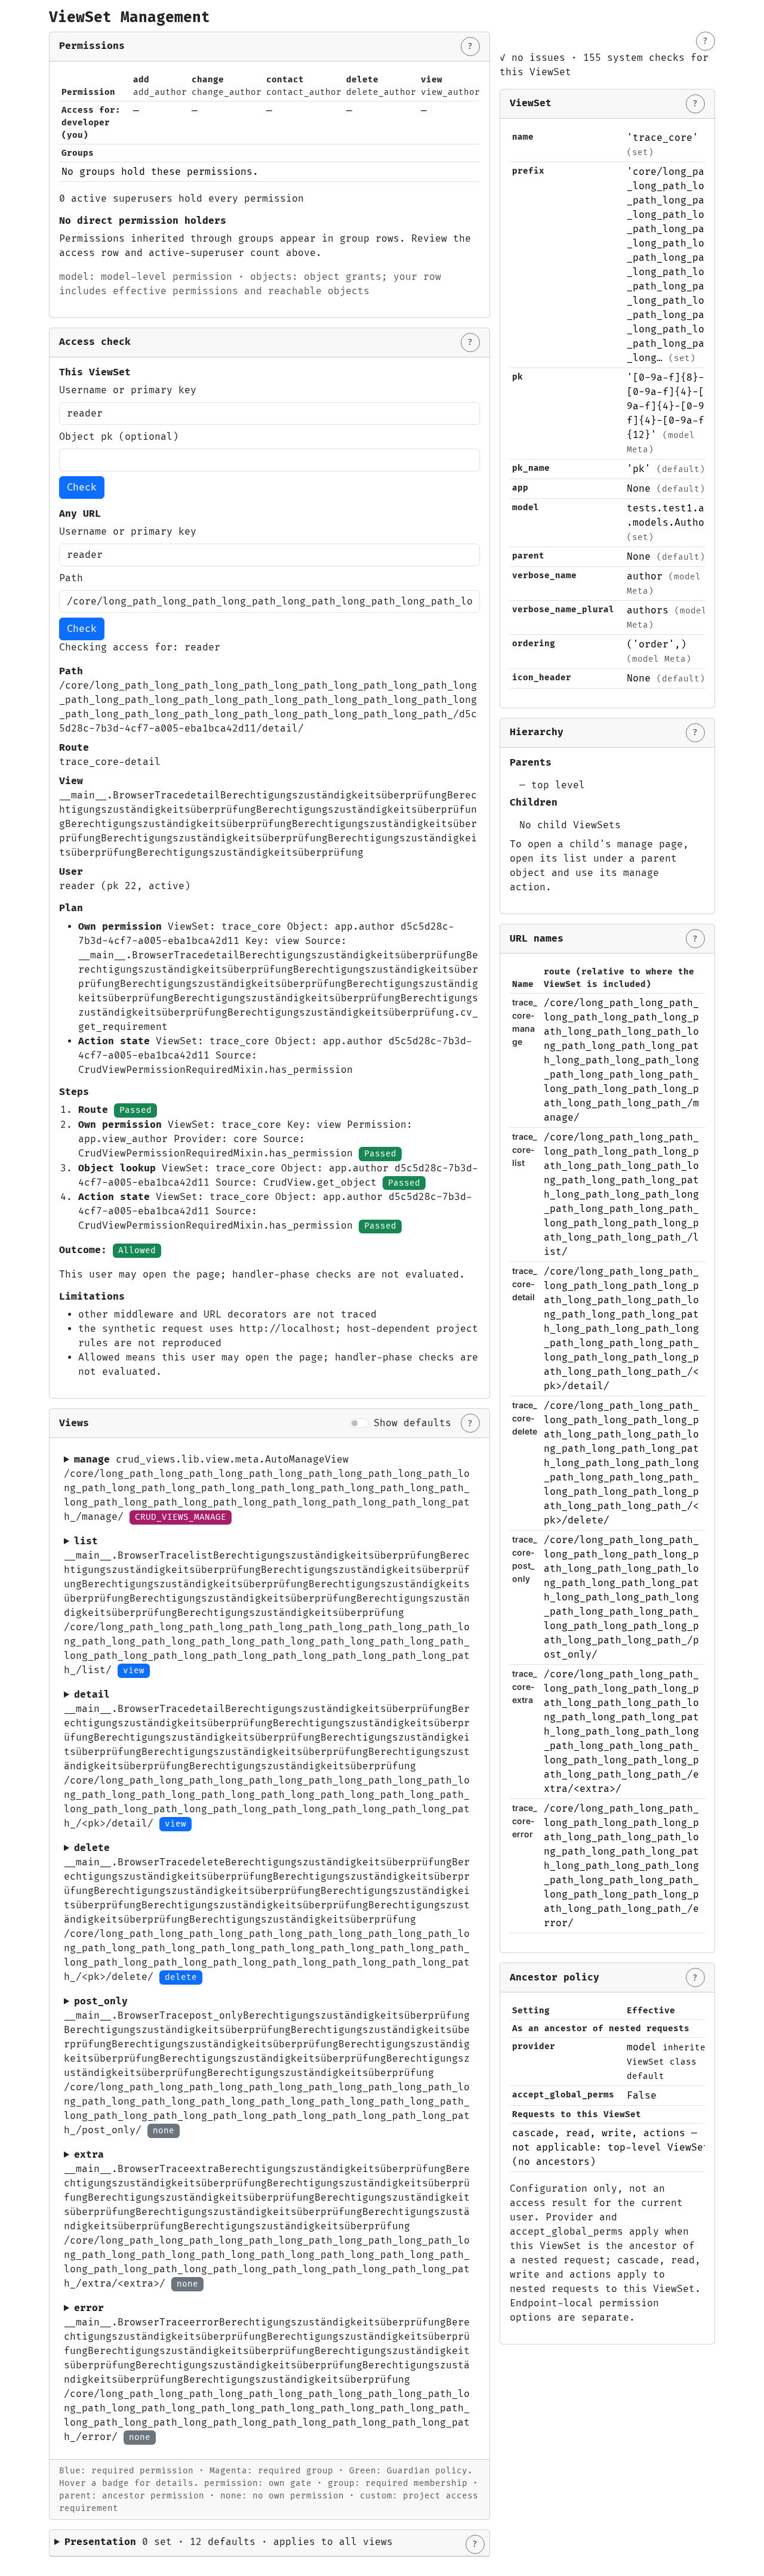 ViewSet Management
Permissions
?
Permission
add
add_author
change
change_author
contact
contact_author
delete
delete_author
view
view_author
Access for:
developer
(you)
—
—
—
—
—
Groups
No groups hold these permissions.
0 active superusers hold every permission
No direct permission holders
Permissions inherited through groups appear in group rows. Review the
access row and active-superuser count above.
model: model-level permission · objects: object grants; your row
includes effective permissions and reachable objects
Access check
?
This ViewSet
Username or primary key
reader
Object pk (optional)
Check
Any URL
Username or primary key
reader
Path
/core/long_path_long_path_long_path_long_path_long_path_long_path_lo
Check
Checking access for: reader
Path
/core/long_path_long_path_long_path_long_path_long_path_long_path_long
_path_long_path_long_path_long_path_long_path_long_path_long_path_long
_path_long_path_long_path_long_path_long_path_long_path_long_path_/d5c
5d28c-7b3d-4cf7-a005-eba1bca42d11/detail/
Route
trace_core-detail
View
__main__.BrowserTracedetailBerechtigungszuständigkeitsüberprüfungBerec
htigungszuständigkeitsüberprüfungBerechtigungszuständigkeitsüberprüfun
gBerechtigungszuständigkeitsüberprüfungBerechtigungszuständigkeitsüber
prüfungBerechtigungszuständigkeitsüberprüfungBerechtigungszuständigkei
tsüberprüfungBerechtigungszuständigkeitsüberprüfung
User
reader (pk 22, active)
Plan
• Own permission ViewSet: trace_core Object: app.author d5c5d28c-
7b3d-4cf7-a005-eba1bca42d11 Key: view Source:
__main__.BrowserTracedetailBerechtigungszuständigkeitsüberprüfungBe
rechtigungszuständigkeitsüberprüfungBerechtigungszuständigkeitsüber
prüfungBerechtigungszuständigkeitsüberprüfungBerechtigungszuständig
keitsüberprüfungBerechtigungszuständigkeitsüberprüfungBerechtigungs
zuständigkeitsüberprüfungBerechtigungszuständigkeitsüberprüfung.cv_
get_requirement
• Action state ViewSet: trace_core Object: app.author d5c5d28c-7b3d-
4cf7-a005-eba1bca42d11 Source:
CrudViewPermissionRequiredMixin.has_permission
Steps
1. Route Passed
2. Own permission ViewSet: trace_core Key: view Permission:
app.view_author Provider: core Source:
CrudViewPermissionRequiredMixin.has_permission Passed
3. Object lookup ViewSet: trace_core Object: app.author d5c5d28c-7b3d-
4cf7-a005-eba1bca42d11 Source: CrudView.get_object Passed
4. Action state ViewSet: trace_core Object: app.author d5c5d28c-7b3d-
4cf7-a005-eba1bca42d11 Source:
CrudViewPermissionRequiredMixin.has_permission Passed
Outcome: Allowed
This user may open the page; handler-phase checks are not evaluated.
Limitations
• other middleware and URL decorators are not traced
• the synthetic request uses http://localhost; host-dependent project
rules are not reproduced
• Allowed means this user may open the page; handler-phase checks are
not evaluated.
Views
Show defaults ?
▶ manage crud_views.lib.view.meta.AutoManageView
/core/long_path_long_path_long_path_long_path_long_path_long_path_lo
ng_path_long_path_long_path_long_path_long_path_long_path_long_path_
long_path_long_path_long_path_long_path_long_path_long_path_long_pat
h_/manage/ CRUD_VIEWS_MANAGE
▶ list
__main__.BrowserTracelistBerechtigungszuständigkeitsüberprüfungBerec
htigungszuständigkeitsüberprüfungBerechtigungszuständigkeitsüberprüf
ungBerechtigungszuständigkeitsüberprüfungBerechtigungszuständigkeits
überprüfungBerechtigungszuständigkeitsüberprüfungBerechtigungszustän
digkeitsüberprüfungBerechtigungszuständigkeitsüberprüfung
/core/long_path_long_path_long_path_long_path_long_path_long_path_lo
ng_path_long_path_long_path_long_path_long_path_long_path_long_path_
long_path_long_path_long_path_long_path_long_path_long_path_long_pat
h_/list/ view
▶ detail
__main__.BrowserTracedetailBerechtigungszuständigkeitsüberprüfungBer
echtigungszuständigkeitsüberprüfungBerechtigungszuständigkeitsüberpr
üfungBerechtigungszuständigkeitsüberprüfungBerechtigungszuständigkei
tsüberprüfungBerechtigungszuständigkeitsüberprüfungBerechtigungszust
ändigkeitsüberprüfungBerechtigungszuständigkeitsüberprüfung
/core/long_path_long_path_long_path_long_path_long_path_long_path_lo
ng_path_long_path_long_path_long_path_long_path_long_path_long_path_
long_path_long_path_long_path_long_path_long_path_long_path_long_pat
h_/<pk>/detail/ view
▶ delete
__main__.BrowserTracedeleteBerechtigungszuständigkeitsüberprüfungBer
echtigungszuständigkeitsüberprüfungBerechtigungszuständigkeitsüberpr
üfungBerechtigungszuständigkeitsüberprüfungBerechtigungszuständigkei
tsüberprüfungBerechtigungszuständigkeitsüberprüfungBerechtigungszust
ändigkeitsüberprüfungBerechtigungszuständigkeitsüberprüfung
/core/long_path_long_path_long_path_long_path_long_path_long_path_lo
ng_path_long_path_long_path_long_path_long_path_long_path_long_path_
long_path_long_path_long_path_long_path_long_path_long_path_long_pat
h_/<pk>/delete/ delete
▶ post_only
__main__.BrowserTracepost_onlyBerechtigungszuständigkeitsüberprüfung
BerechtigungszuständigkeitsüberprüfungBerechtigungszuständigkeitsübe
rprüfungBerechtigungszuständigkeitsüberprüfungBerechtigungszuständig
keitsüberprüfungBerechtigungszuständigkeitsüberprüfungBerechtigungsz
uständigkeitsüberprüfungBerechtigungszuständigkeitsüberprüfung
/core/long_path_long_path_long_path_long_path_long_path_long_path_lo
ng_path_long_path_long_path_long_path_long_path_long_path_long_path_
long_path_long_path_long_path_long_path_long_path_long_path_long_pat
h_/post_only/ none
▶ extra
__main__.BrowserTraceextraBerechtigungszuständigkeitsüberprüfungBere
chtigungszuständigkeitsüberprüfungBerechtigungszuständigkeitsüberprü
fungBerechtigungszuständigkeitsüberprüfungBerechtigungszuständigkeit
süberprüfungBerechtigungszuständigkeitsüberprüfungBerechtigungszustä
ndigkeitsüberprüfungBerechtigungszuständigkeitsüberprüfung
/core/long_path_long_path_long_path_long_path_long_path_long_path_lo
ng_path_long_path_long_path_long_path_long_path_long_path_long_path_
long_path_long_path_long_path_long_path_long_path_long_path_long_pat
h_/extra/<extra>/ none
▶ error
__main__.BrowserTraceerrorBerechtigungszuständigkeitsüberprüfungBere
chtigungszuständigkeitsüberprüfungBerechtigungszuständigkeitsüberprü
fungBerechtigungszuständigkeitsüberprüfungBerechtigungszuständigkeit
süberprüfungBerechtigungszuständigkeitsüberprüfungBerechtigungszustä
ndigkeitsüberprüfungBerechtigungszuständigkeitsüberprüfung
/core/long_path_long_path_long_path_long_path_long_path_long_path_lo
ng_path_long_path_long_path_long_path_long_path_long_path_long_path_
long_path_long_path_long_path_long_path_long_path_long_path_long_pat
h_/error/ none
Blue: required permission · Magenta: required group · Green: Guardian policy.
Hover a badge for details. permission: own gate · group: required membership ·
parent: ancestor permission · none: no own permission · custom: project access
requirement
▶ Presentation 0 set · 12 defaults · applies to all views ?
?
√ no issues · 155 system checks for
this ViewSet
ViewSet
?
name
'trace_core'
(set)
prefix
'core/long_pa
_long_path_lo
_path_long_pa
_long_path_lo
_path_long_pa
_long_path_lo
_path_long_pa
_long_path_lo
_path_long_pa
_long_path_lo
_path_long_pa
_long_path_lo
_path_long_pa
_long… (set)
pk
'[0-9a-f]{8}-
[0-9a-f]{4}-[
9a-f]{4}-[0-9
f]{4}-[0-9a-f
{12}' (model
Meta)
pk_name
'pk' (default)
app
None (default)
model
tests.test1.a
.models.Autho
(set)
parent
None (default)
verbose_name
author (model
Meta)
verbose_name_plural
authors (model
Meta)
ordering
('order',)
(model Meta)
icon_header
None (default)
Hierarchy
?
Parents
— top level
Children
No child ViewSets
To open a child's manage page,
open its list under a parent
object and use its manage
action.
URL names
?
Name
route (relative to where the
ViewSet is included)
trace_
core-
mana
ge
/core/long_path_long_path_
long_path_long_path_long_p
ath_long_path_long_path_lo
ng_path_long_path_long_pat
h_long_path_long_path_long
_path_long_path_long_path_
long_path_long_path_long_p
ath_long_path_long_path_/m
anage/
trace_
core-
list
/core/long_path_long_path_
long_path_long_path_long_p
ath_long_path_long_path_lo
ng_path_long_path_long_pat
h_long_path_long_path_long
_path_long_path_long_path_
long_path_long_path_long_p
ath_long_path_long_path_/l
ist/
trace_
core-
detail
/core/long_path_long_path_
long_path_long_path_long_p
ath_long_path_long_path_lo
ng_path_long_path_long_pat
h_long_path_long_path_long
_path_long_path_long_path_
long_path_long_path_long_p
ath_long_path_long_path_/<
pk>/detail/
trace_
core-
delete
/core/long_path_long_path_
long_path_long_path_long_p
ath_long_path_long_path_lo
ng_path_long_path_long_pat
h_long_path_long_path_long
_path_long_path_long_path_
long_path_long_path_long_p
ath_long_path_long_path_/<
pk>/delete/
trace_
core-
post_
only
/core/long_path_long_path_
long_path_long_path_long_p
ath_long_path_long_path_lo
ng_path_long_path_long_pat
h_long_path_long_path_long
_path_long_path_long_path_
long_path_long_path_long_p
ath_long_path_long_path_/p
ost_only/
trace_
core-
extra
/core/long_path_long_path_
long_path_long_path_long_p
ath_long_path_long_path_lo
ng_path_long_path_long_pat
h_long_path_long_path_long
_path_long_path_long_path_
long_path_long_path_long_p
ath_long_path_long_path_/e
xtra/<extra>/
trace_
core-
error
/core/long_path_long_path_
long_path_long_path_long_p
ath_long_path_long_path_lo
ng_path_long_path_long_pat
h_long_path_long_path_long
_path_long_path_long_path_
long_path_long_path_long_p
ath_long_path_long_path_/e
rror/
Ancestor policy
?
Setting
Effective
As an ancestor of nested requests
provider
model inherite
ViewSet class
default
accept_global_perms
False
Requests to this ViewSet
cascade, read, write, actions —
not applicable: top-level ViewSet
(no ancestors)
Configuration only, not an
access result for the current
user. Provider and
accept_global_perms apply when
this ViewSet is the ancestor of
a nested request; cascade, read,
write and actions apply to
nested requests to this ViewSet.
Endpoint-local permission
options are separate.